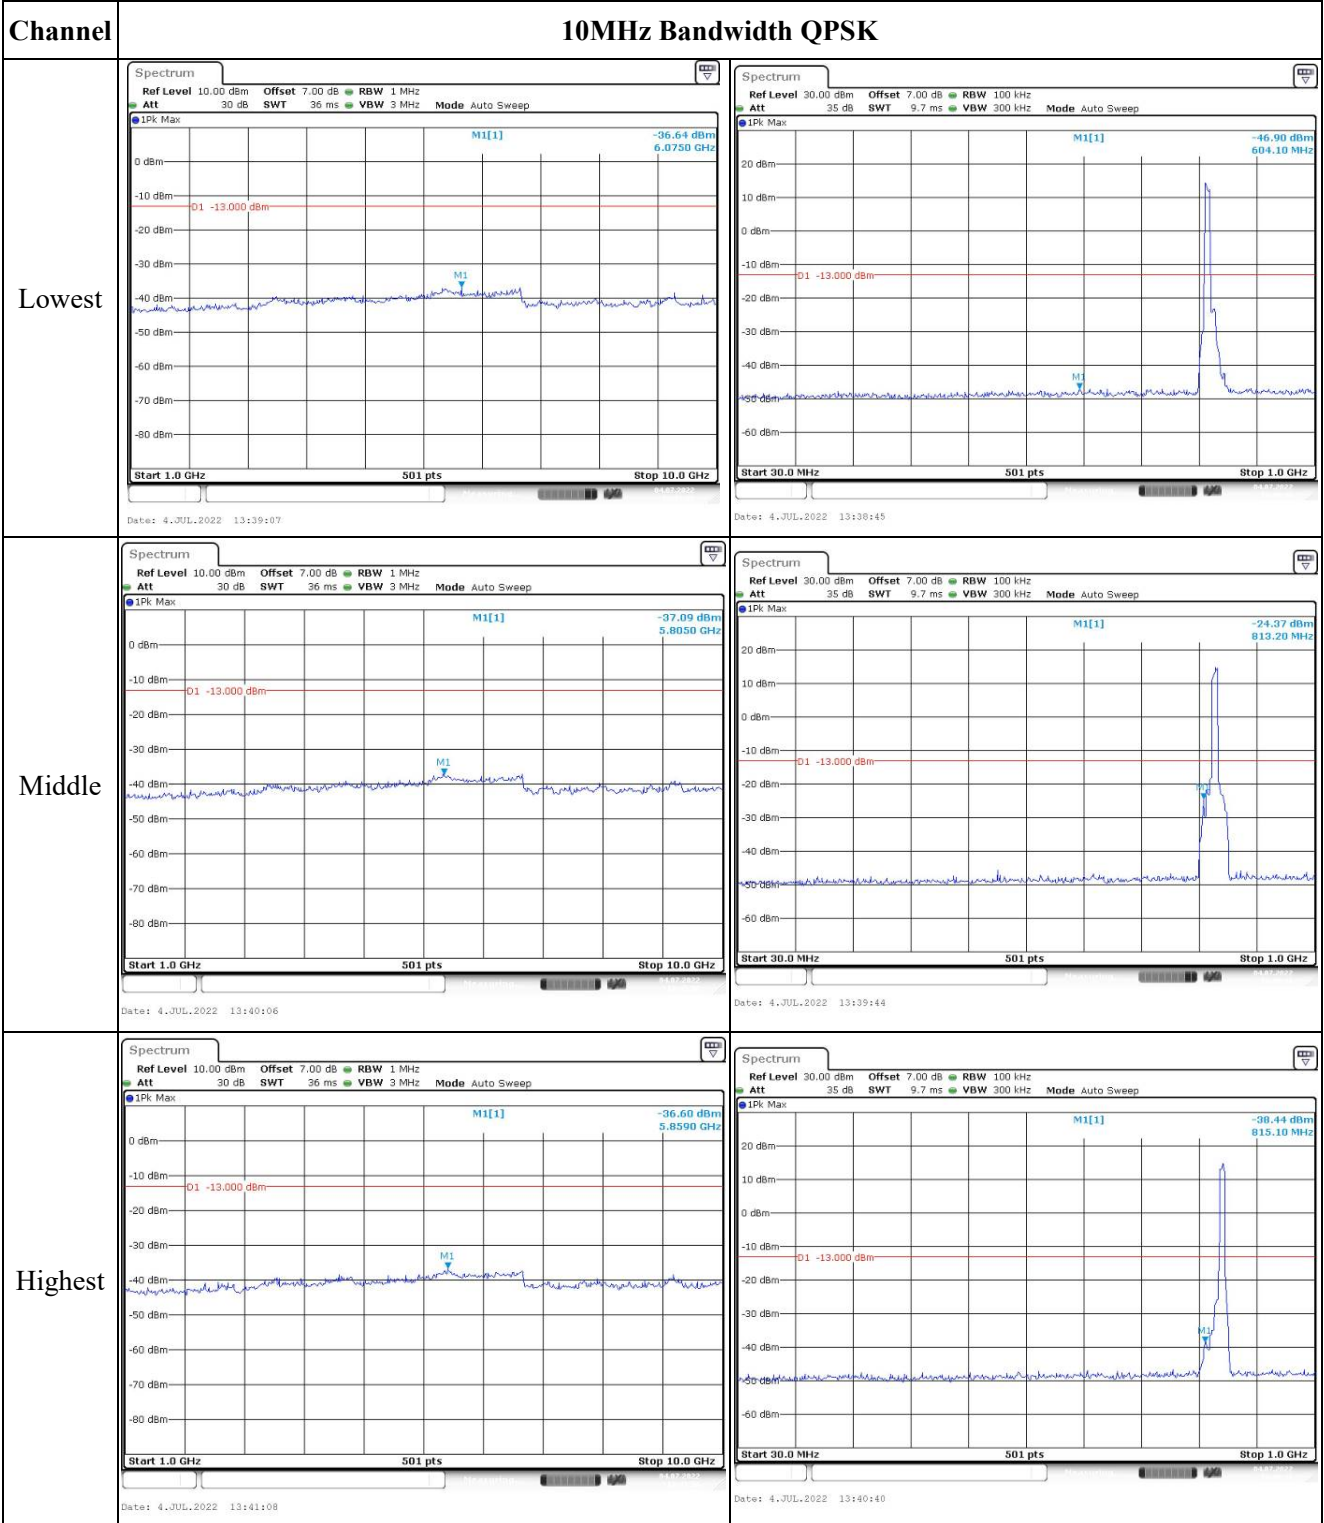 Channel
10MHz Bandwidth QPSK
Lowest
Spectrum
Ref Level 10.00 dBm Offset 7.00 dB RBW 1 MHz
Att 30 dB SWT 36 ms VBW 3 MHz Mode Auto Sweep
1Pk Max
M1[1] -36.64 dBm
6.0750 GHz
0 dBm
-10 dBm
D1 -13.000 dBm
-20 dBm
-30 dBm
M1
-40 dBm
-50 dBm
-60 dBm
-70 dBm
-80 dBm
Start 1.0 GHz 501 pts Stop 10.0 GHz
Date: 4.JUL.2022 13:39:07
Spectrum
Ref Level 30.00 dBm Offset 7.00 dB RBW 100 kHz
Att 35 dB SWT 9.7 ms VBW 300 kHz Mode Auto Sweep
1Pk Max
M1[1] -46.90 dBm
604.10 MHz
20 dBm
10 dBm
0 dBm
-10 dBm
D1 -13.000 dBm
-20 dBm
-30 dBm
-40 dBm
M1
-50 dBm
-60 dBm
Start 30.0 MHz 501 pts Stop 1.0 GHz
Date: 4.JUL.2022 13:38:45
Middle
Spectrum
Ref Level 10.00 dBm Offset 7.00 dB RBW 1 MHz
Att 30 dB SWT 36 ms VBW 3 MHz Mode Auto Sweep
1Pk Max
M1[1] -37.09 dBm
5.8050 GHz
0 dBm
-10 dBm
D1 -13.000 dBm
-20 dBm
-30 dBm
M1
-40 dBm
-50 dBm
-60 dBm
-70 dBm
-80 dBm
Start 1.0 GHz 501 pts Stop 10.0 GHz
Date: 4.JUL.2022 13:40:06
Spectrum
Ref Level 30.00 dBm Offset 7.00 dB RBW 100 kHz
Att 35 dB SWT 9.7 ms VBW 300 kHz Mode Auto Sweep
1Pk Max
M1[1] -24.37 dBm
813.20 MHz
20 dBm
10 dBm
0 dBm
-10 dBm
D1 -13.000 dBm
-20 dBm
M1
-30 dBm
-40 dBm
-50 dBm
-60 dBm
Start 30.0 MHz 501 pts Stop 1.0 GHz
Date: 4.JUL.2022 13:39:44
Highest
Spectrum
Ref Level 10.00 dBm Offset 7.00 dB RBW 1 MHz
Att 30 dB SWT 36 ms VBW 3 MHz Mode Auto Sweep
1Pk Max
M1[1] -36.60 dBm
5.8590 GHz
0 dBm
-10 dBm
D1 -13.000 dBm
-20 dBm
-30 dBm
M1
-40 dBm
-50 dBm
-60 dBm
-70 dBm
-80 dBm
Start 1.0 GHz 501 pts Stop 10.0 GHz
Date: 4.JUL.2022 13:41:08
Spectrum
Ref Level 30.00 dBm Offset 7.00 dB RBW 100 kHz
Att 35 dB SWT 9.7 ms VBW 300 kHz Mode Auto Sweep
1Pk Max
M1[1] -38.44 dBm
815.10 MHz
20 dBm
10 dBm
0 dBm
-10 dBm
D1 -13.000 dBm
-20 dBm
-30 dBm
M1
-40 dBm
-50 dBm
-60 dBm
Start 30.0 MHz 501 pts Stop 1.0 GHz
Date: 4.JUL.2022 13:40:40